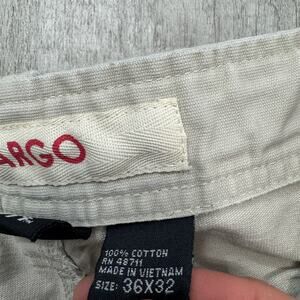 ARGO
100% COTTON
RN 48711
MADE IN VIETNAM
SIZE: 36X32